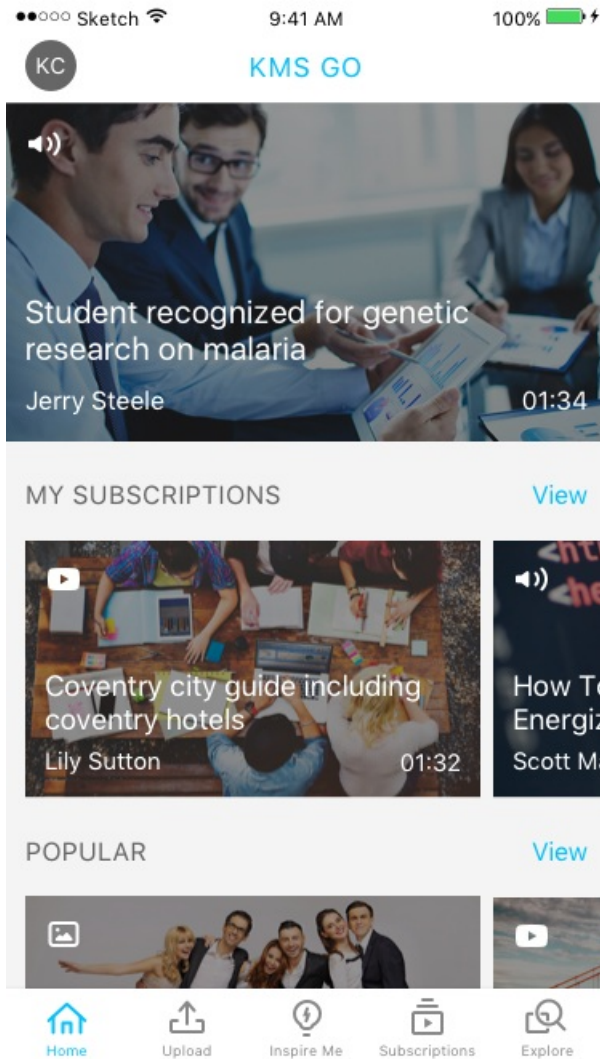 Sketch 9:41 AM 100%
KC KMS GO
Student recognized for genetic
research on malaria
Jerry Steele 01:34
MY SUBSCRIPTIONS View
Coventry city guide including
coventry hotels
Lily Sutton 01:32
How
Scott
POPULAR View
Home Upload Inspire Me Subscriptions Explore